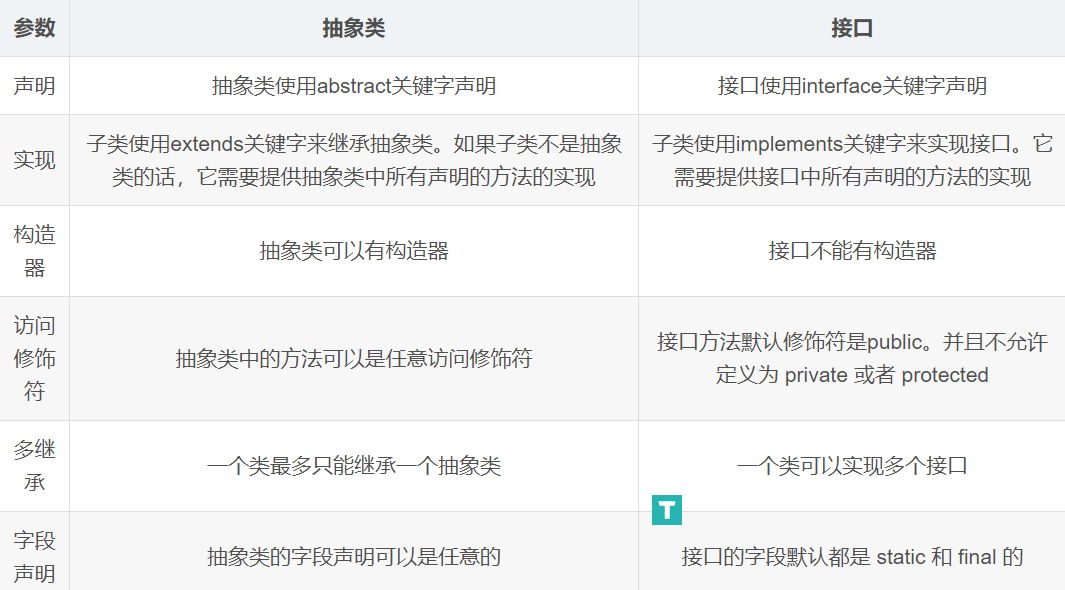 参数 抽象类 接口
声明 抽象类使用abstract关键字声明 接口使用interface关键字声明
实现 子类使用extends关键字来继承抽象类。如果子类不是抽象
类的话，它需要提供抽象类中所有声明的方法的实现
子类使用implements关键字来实现接口。它
需要提供接口中所有声明的方法的实现
构造
器
抽象类可以有构造器 接口不能有构造器
访问
修饰
符
抽象类中的方法可以是任意访问修饰符
接口方法默认修饰符是public。并且不允许
定义为 private 或者 protected
多继
承
一个类最多只能继承一个抽象类 一个类可以实现多个接口
T
字段
声明
抽象类的字段声明可以是任意的 接口的字段默认都是 static 和 final 的